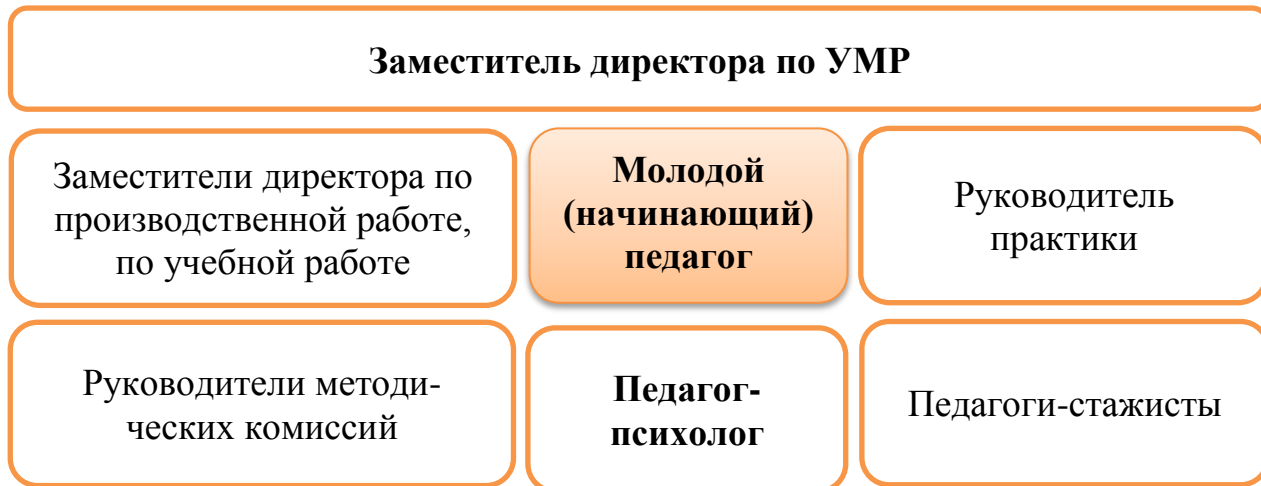 Заместитель директора по УМР
Заместители директора по
производственной работе,
по учебной работе
Молодой
(начинающий)
педагог
Руководитель
практики
Руководители методи-
ческих комиссий
Педагог-
психолог
Педагоги-стажисты